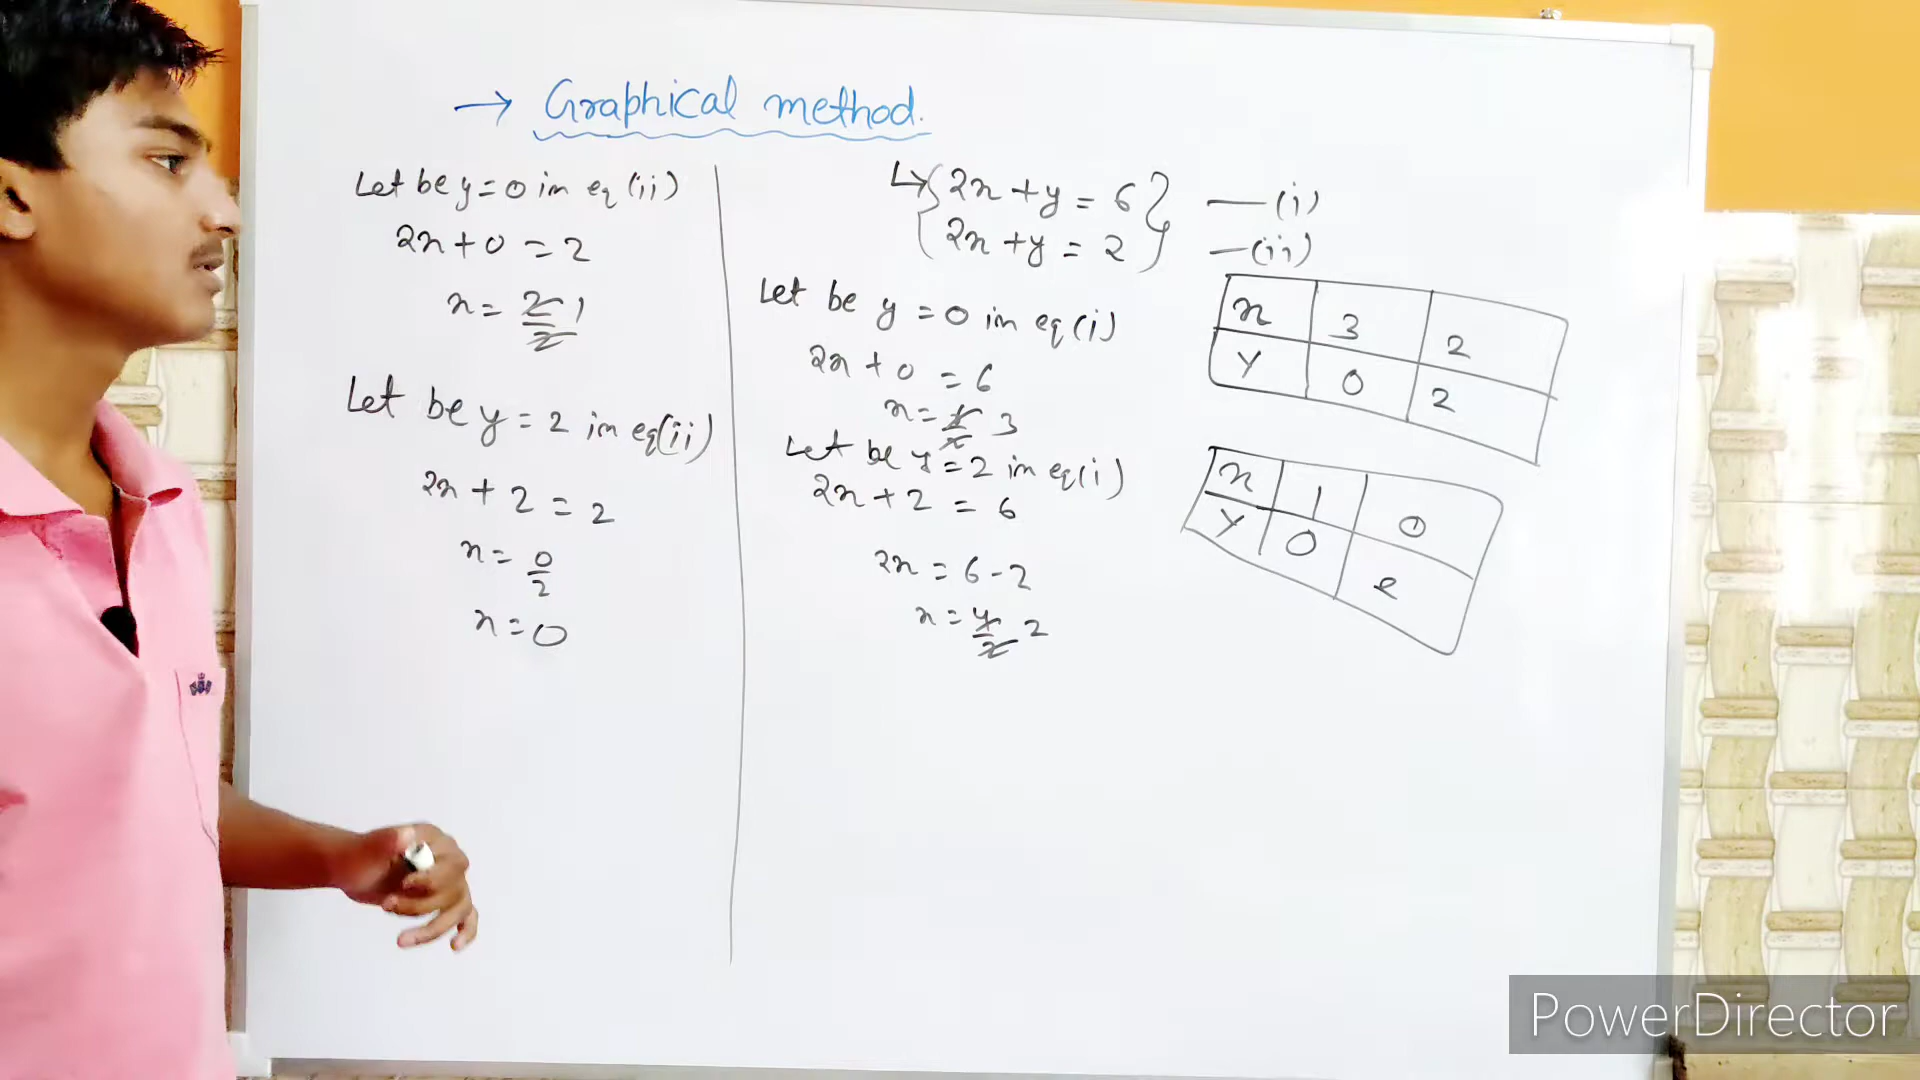 → Graphical method.
Let be y=0 in eq (ii)
2x+0 = 2
x = 2/2 1
Let be y = 2 in eq(ii)
2x + 2 = 2
x = 0/2
x = 0
↳ { 2x + y = 6 } — (i)
{ 2x + y = 2 } — (ii)
Let be y = 0 in eq (i)
2x + 0 = 6
x = 3
Let be y = 2 in eq(i)
2x + 2 = 6
2x = 6 - 2
x = 4/2 2
x 3 2
y 0 2
x 1 0
y 0 2
PowerDirector